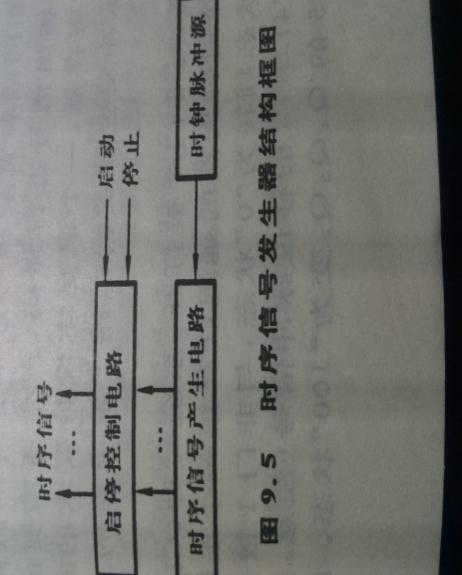 时序信号
…
启停控制电路
启动
停止
…
时序信号产生电路
时钟脉冲源
图 9.5 时序信号发生器结构框图